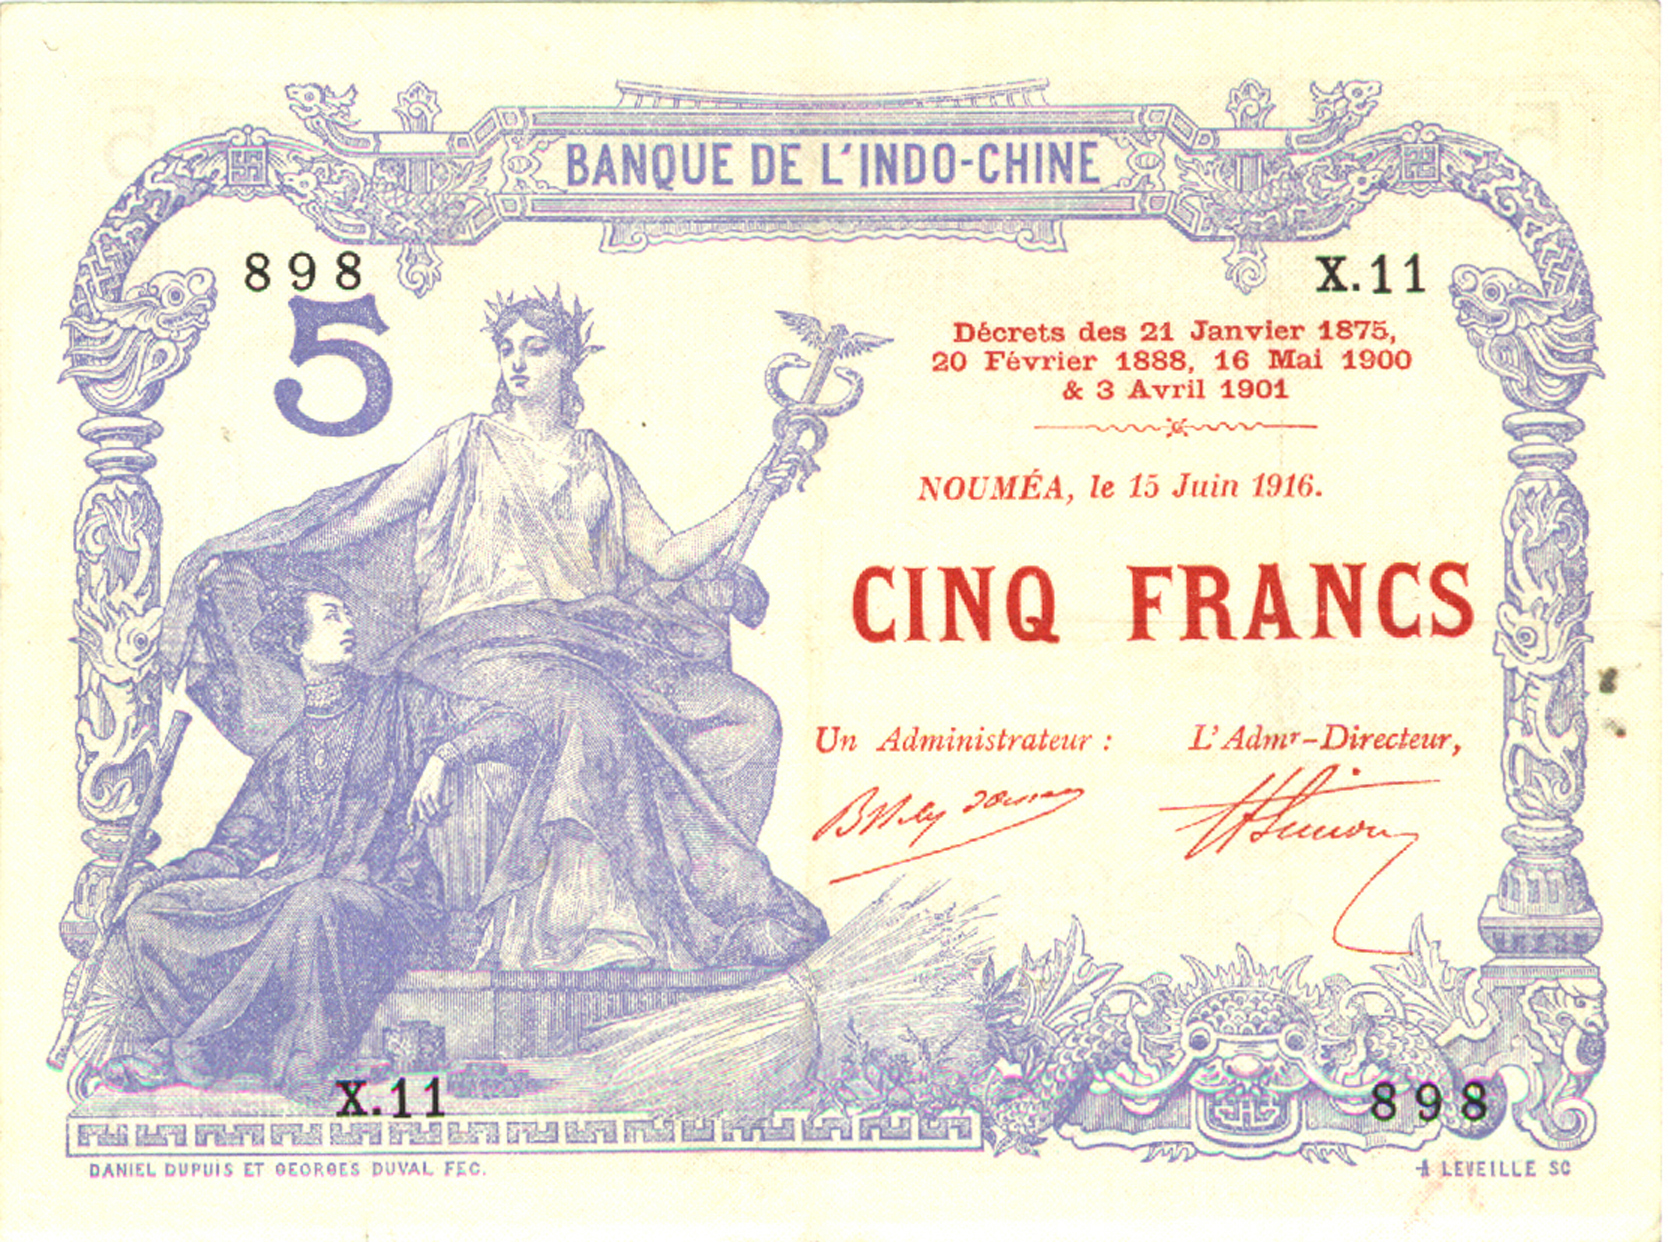 BANQUE DE L'INDO-CHINE
898
X.11
5
Décrets des 21 Janvier 1875,
20 Février 1888, 16 Mai 1900
& 3 Avril 1901
NOUMÉA, le 15 Juin 1916.
CINQ FRANCS
Un Administrateur :
L'Admr-Directeur,
X.11
898
DANIEL DUPUIS ET GEORGES DUVAL FEC.
A LEVEILLE SC